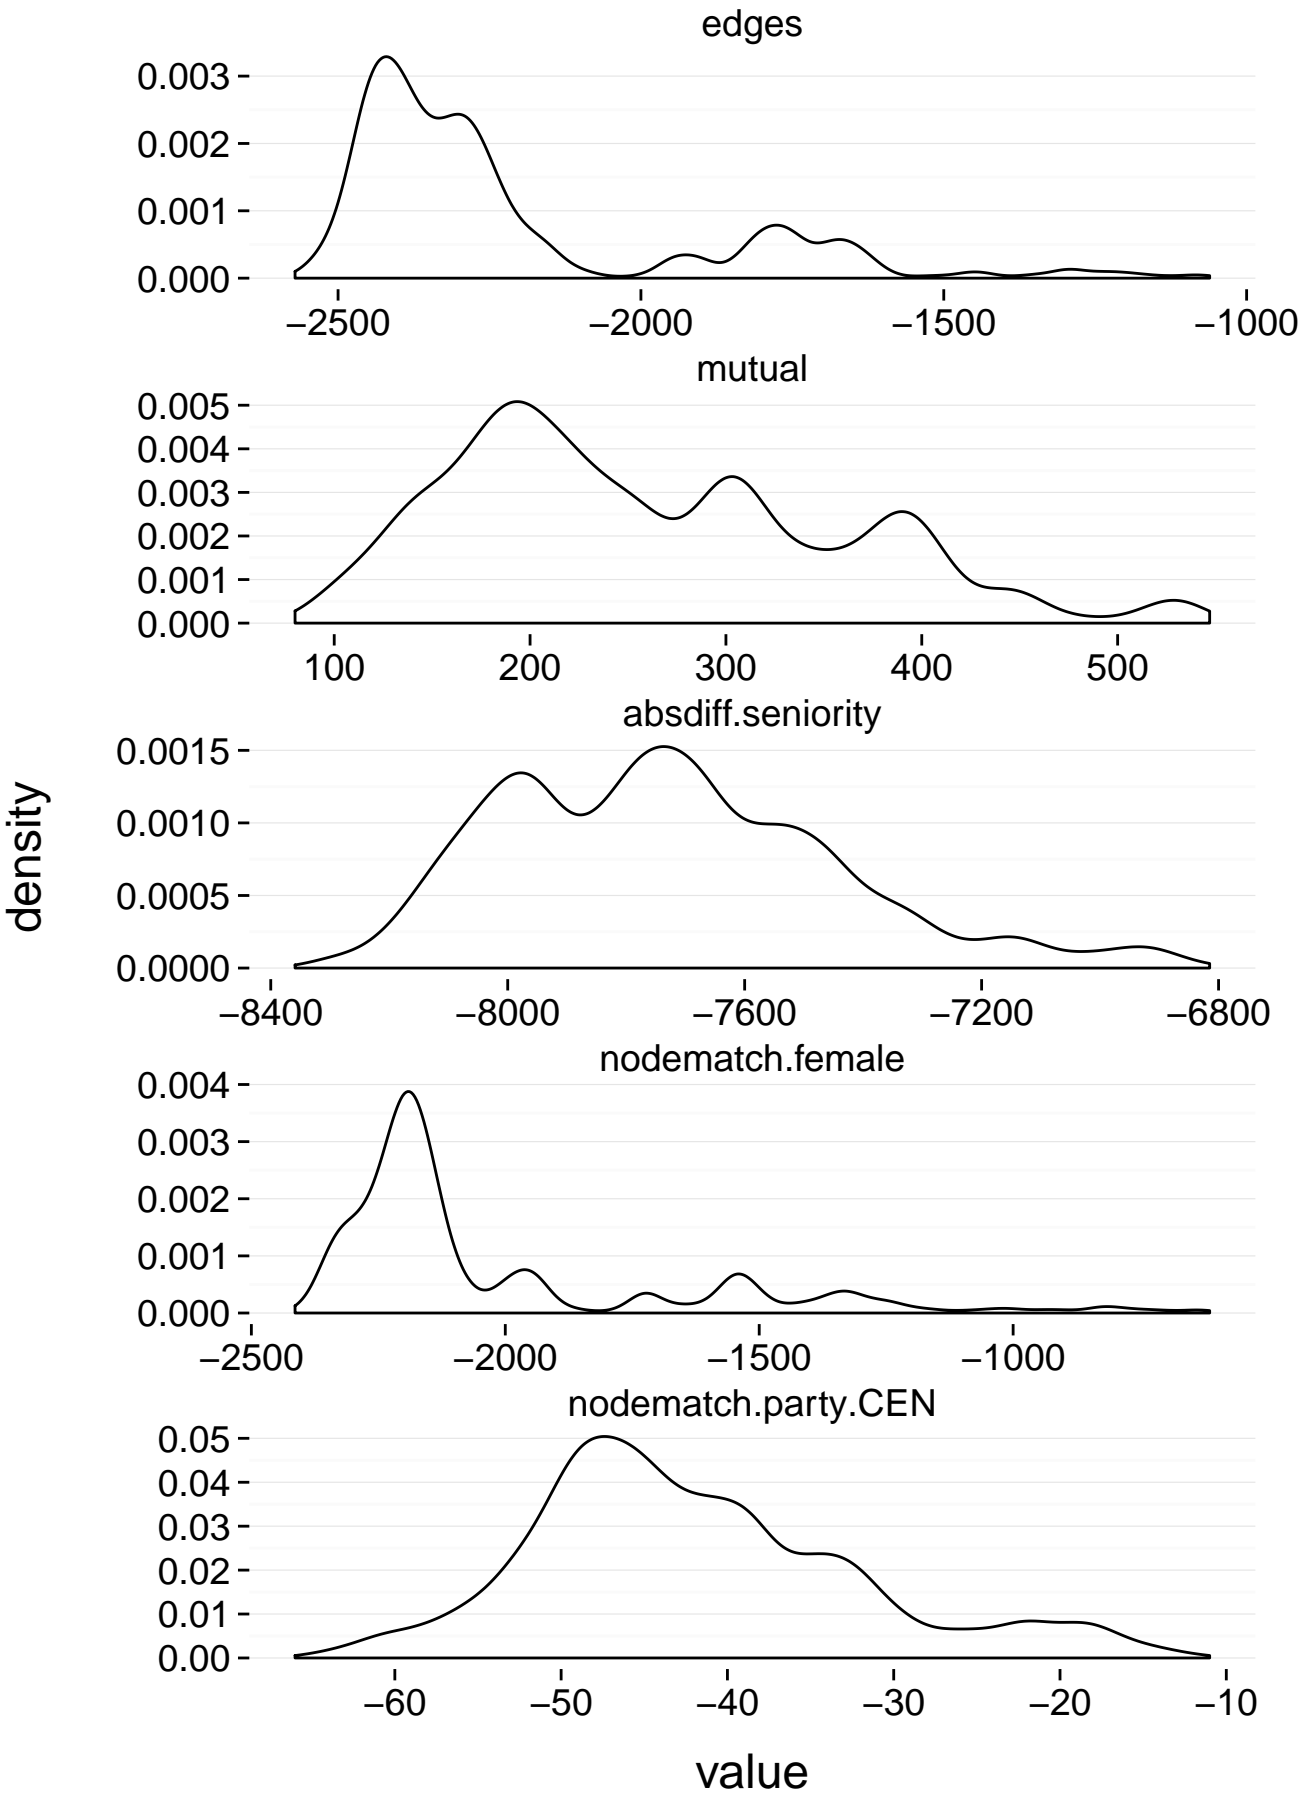 edges
0.003
0.002
0.001
0.000
−2500 −2000 −1500 −1000
mutual
0.005
0.004
0.003
0.002
0.001
0.000
100 200 300 400 500
absdiff.seniority
0.0015
0.0010
0.0005
0.0000
−8400 −8000 −7600 −7200 −6800
nodematch.female
0.004
0.003
0.002
0.001
0.000
−2500 −2000 −1500 −1000
nodematch.party.CEN
0.05
0.04
0.03
0.02
0.01
0.00
−60 −50 −40 −30 −20 −10
value
density